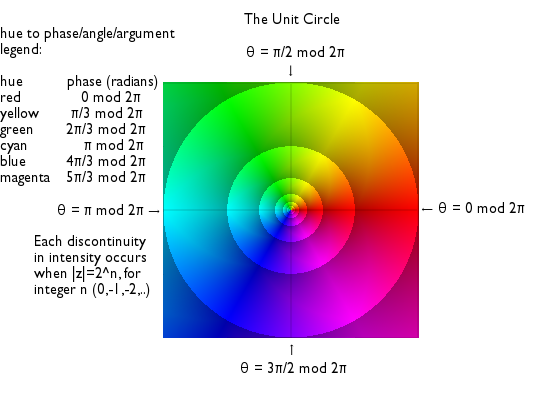 The Unit Circle
hue to phase/angle/argument
legend:
θ = π/2 mod 2π
↓
hue phase (radians)
red 0 mod 2π
yellow π/3 mod 2π
green 2π/3 mod 2π
cyan π mod 2π
blue 4π/3 mod 2π
magenta 5π/3 mod 2π
θ = π mod 2π →
← θ = 0 mod 2π
Each discontinuity
in intensity occurs
when |z|=2^n, for
integer n (0,-1,-2,..)
↑
θ = 3π/2 mod 2π